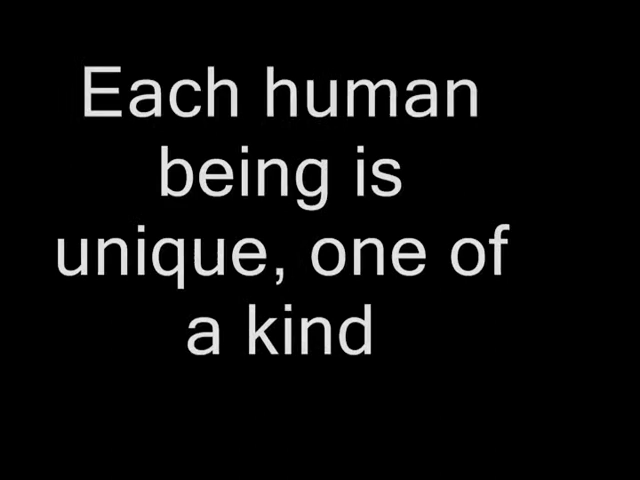 Each human
being is
unique, one of
a kind